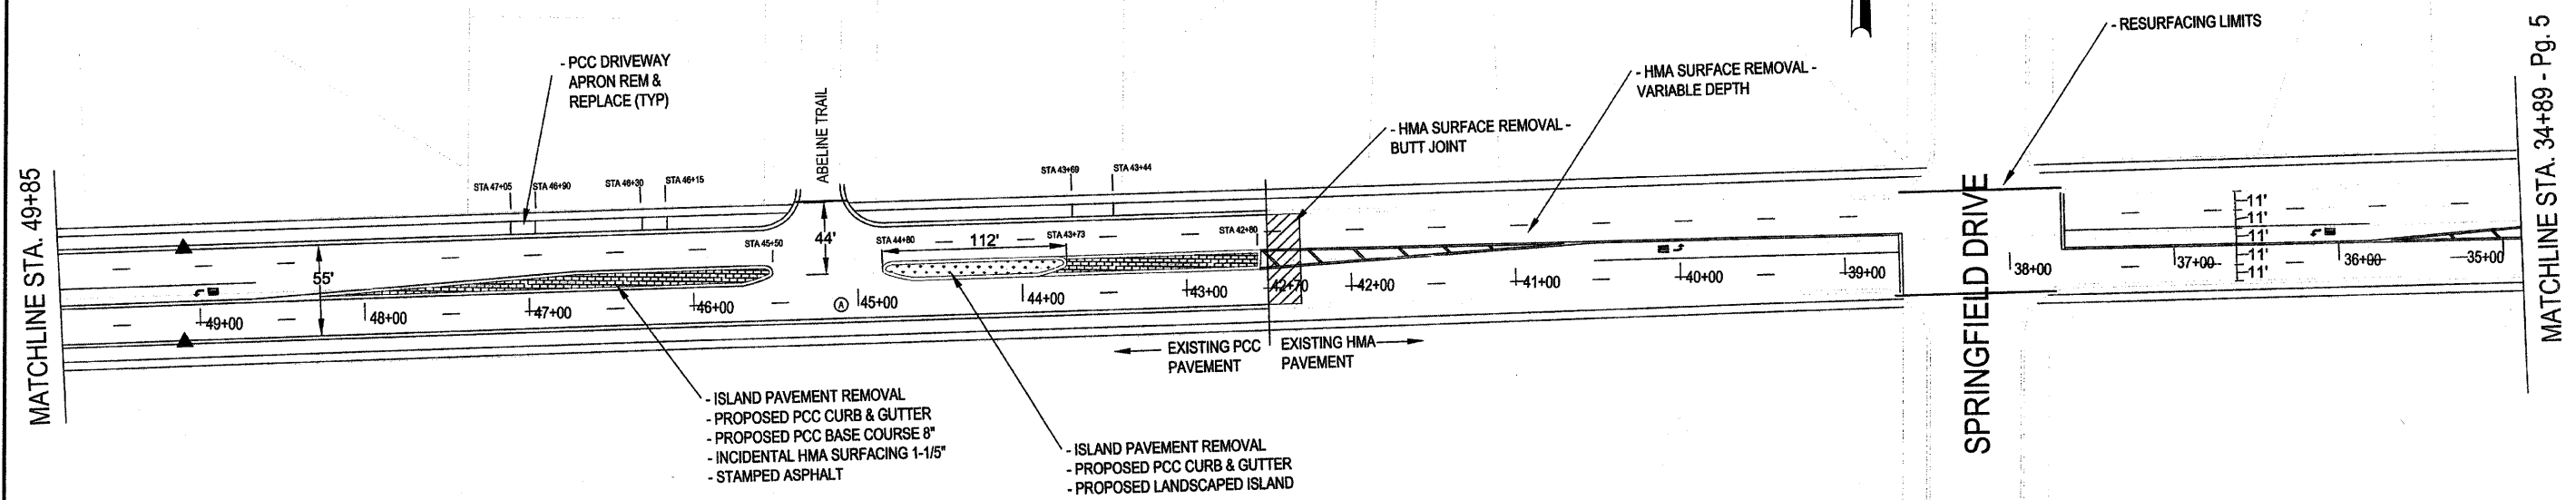 - RESURFACING LIMITS
- PCC DRIVEWAY
APRON REM &
REPLACE (TYP)
- HMA SURFACE REMOVAL -
VARIABLE DEPTH
- HMA SURFACE REMOVAL -
BUTT JOINT
ABELINE TRAIL
SPRINGFIELD DRIVE
MATCHLINE STA. 49+85
MATCHLINE STA. 34+89 - Pg. 5
STA 47+05
STA 46+90
STA 46+30
STA 46+15
STA 43+69
STA 43+44
STA 45+50
STA 44+80
STA 43+73
STA 42+80
55'
44'
112'
11'
11'
11'
11'
11'
49+00
48+00
47+00
46+00
A
45+00
44+00
43+00
42+70
42+00
41+00
40+00
39+00
38+00
37+00
36+00
35+00
EXISTING PCC
PAVEMENT
EXISTING HMA
PAVEMENT
- ISLAND PAVEMENT REMOVAL
- PROPOSED PCC CURB & GUTTER
- PROPOSED PCC BASE COURSE 8"
- INCIDENTAL HMA SURFACING 1-1/5"
- STAMPED ASPHALT
- ISLAND PAVEMENT REMOVAL
- PROPOSED PCC CURB & GUTTER
- PROPOSED LANDSCAPED ISLAND